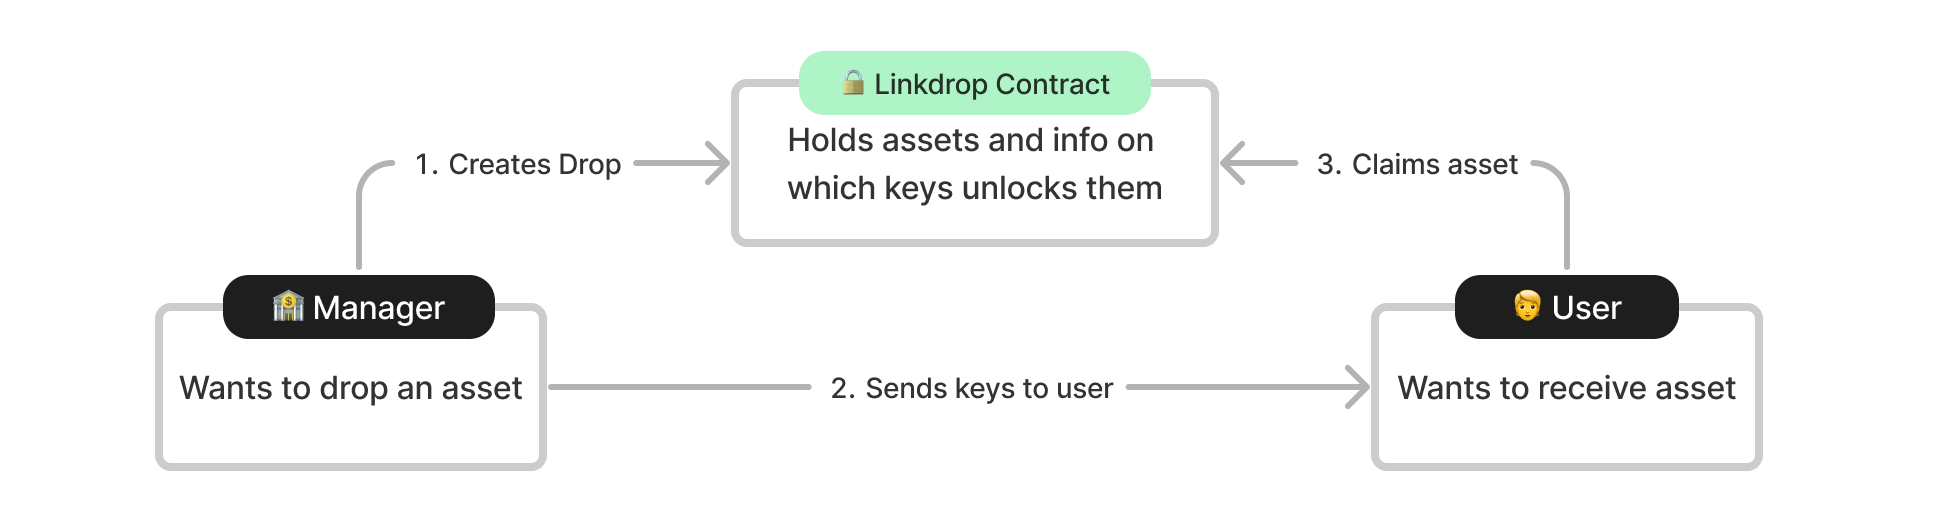 Linkdrop Contract
Holds assets and info on
which keys unlocks them
1. Creates Drop
3. Claims asset
Manager
Wants to drop an asset
2. Sends keys to user
User
Wants to receive asset